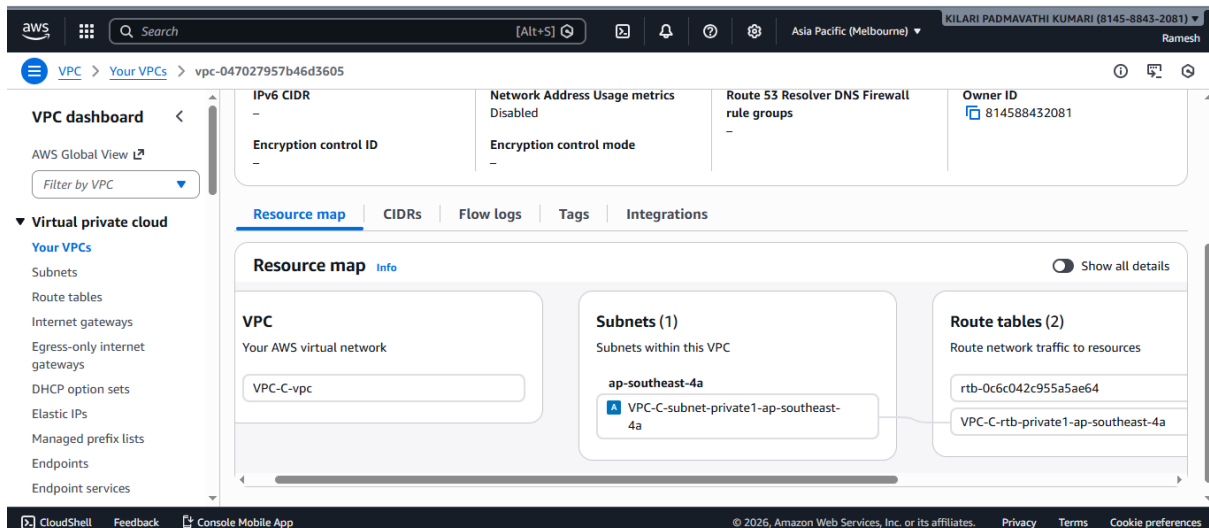 aws
Search
[Alt+S]
Asia Pacific (Melbourne) ▼
KILARI PADMAVATHI KUMARI (8145-8843-2081) ▼
Ramesh
VPC > Your VPCs > vpc-047027957b46d3605
VPC dashboard
AWS Global View
Filter by VPC
Virtual private cloud
Your VPCs
Subnets
Route tables
Internet gateways
Egress-only internet
gateways
DHCP option sets
Elastic IPs
Managed prefix lists
Endpoints
Endpoint services
IPv6 CIDR
–
Network Address Usage metrics
Disabled
Route 53 Resolver DNS Firewall
rule groups
–
Owner ID
814588432081
Encryption control ID
–
Encryption control mode
–
Resource map
CIDRs
Flow logs
Tags
Integrations
Resource map Info
Show all details
VPC
Your AWS virtual network
VPC-C-vpc
Subnets (1)
Subnets within this VPC
ap-southeast-4a
A VPC-C-subnet-private1-ap-southeast-
4a
Route tables (2)
Route network traffic to resources
rtb-0c6c042c955a5ae64
VPC-C-rtb-private1-ap-southeast-4a
CloudShell Feedback Console Mobile App
© 2026, Amazon Web Services, Inc. or its affiliates. Privacy Terms Cookie preferences